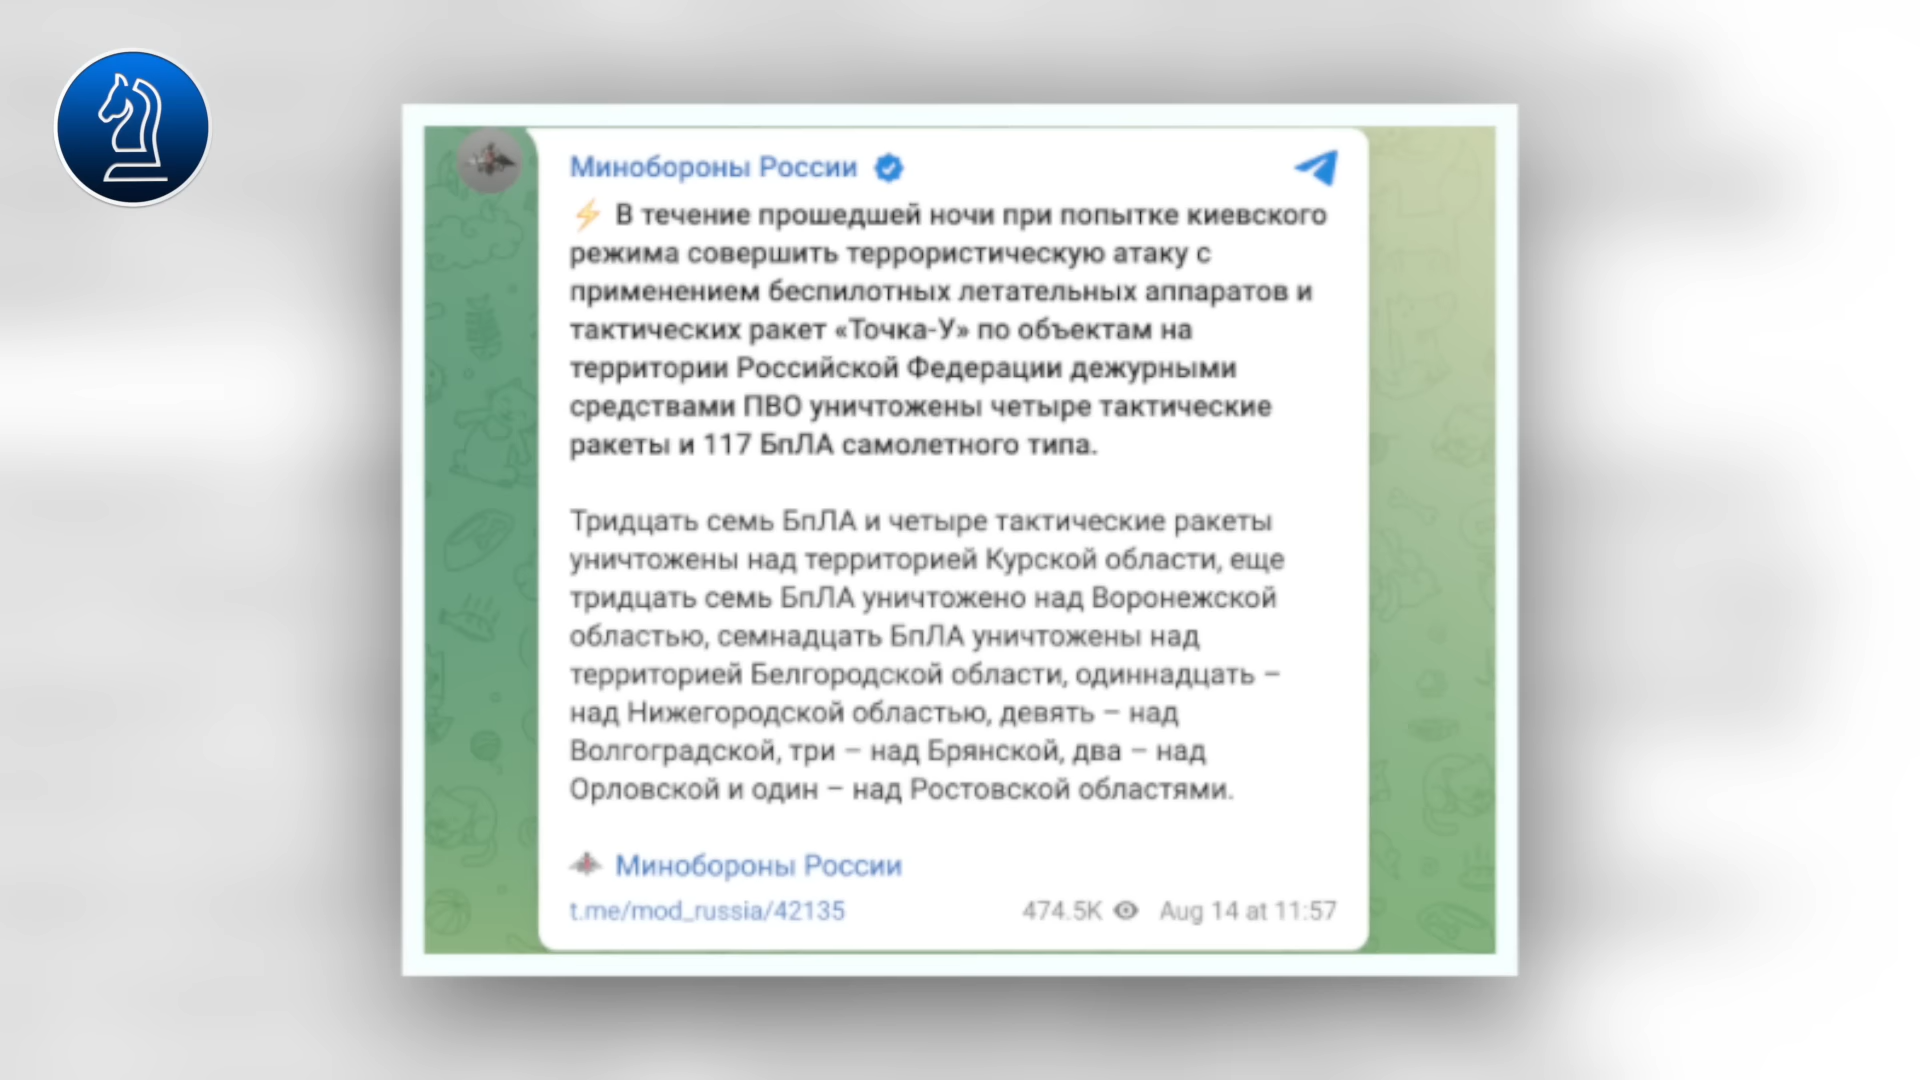 Минобороны России
⚡ В течение прошедшей ночи при попытке киевского
режима совершить террористическую атаку с
применением беспилотных летательных аппаратов и
тактических ракет «Точка-У» по объектам на
территории Российской Федерации дежурными
средствами ПВО уничтожены четыре тактические
ракеты и 117 БпЛА самолетного типа.
Тридцать семь БпЛА и четыре тактические ракеты
уничтожены над территорией Курской области, еще
тридцать семь БпЛА уничтожено над Воронежской
областью, семнадцать БпЛА уничтожены над
территорией Белгородской области, одиннадцать –
над Нижегородской областью, девять – над
Волгоградской, три – над Брянской, два – над
Орловской и один – над Ростовской областями.
Минобороны России
t.me/mod_russia/42135 474.5K Aug 14 at 11:57